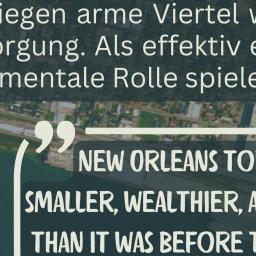 iegen arme Viertel
orgung. Als effektiv
mentale Rolle spiele
NEW ORLEANS TO
SMALLER, WEALTHIER,
THAN IT WAS BEFORE